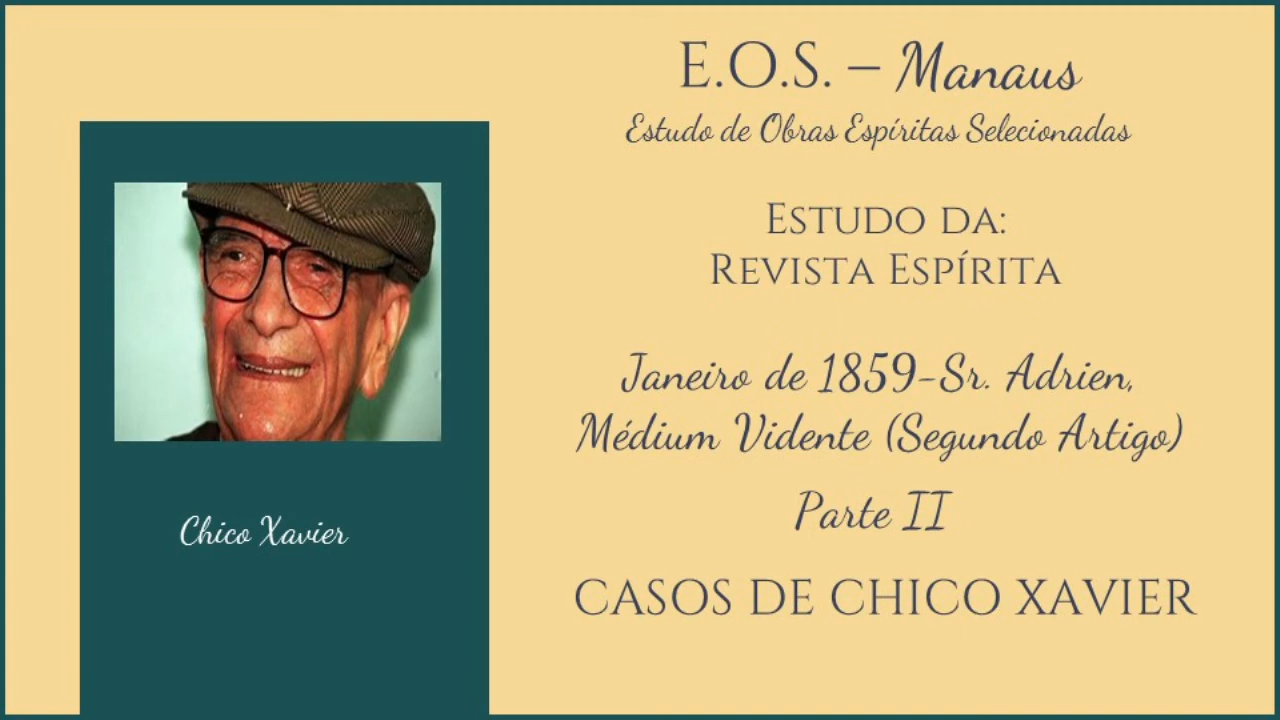 E.O.S. – Manaus
Estudo de Obras Espíritas Selecionadas
Estudo da:
Revista Espírita
Janeiro de 1859-Sr. Adrien,
Médium Vidente (Segundo Artigo)
Parte II
CASOS DE CHICO XAVIER
Chico Xavier